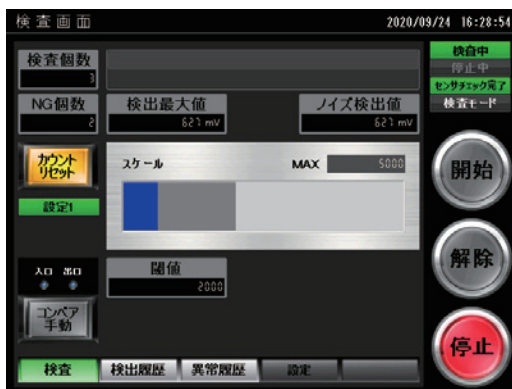 検査画面
2020/09/24 16:28:54
検査個数
3
検査中
停止中
センサチェック完了
検査モード
NG個数
2
検出最大値
627 mV
ノイズ検出値
627 mV
カウント
リセット
スケール
MAX
5000
開始
設定1
解除
入口 出口
閾値
2000
コンベア
手動
停止
検査
検出履歴
異常履歴
設定